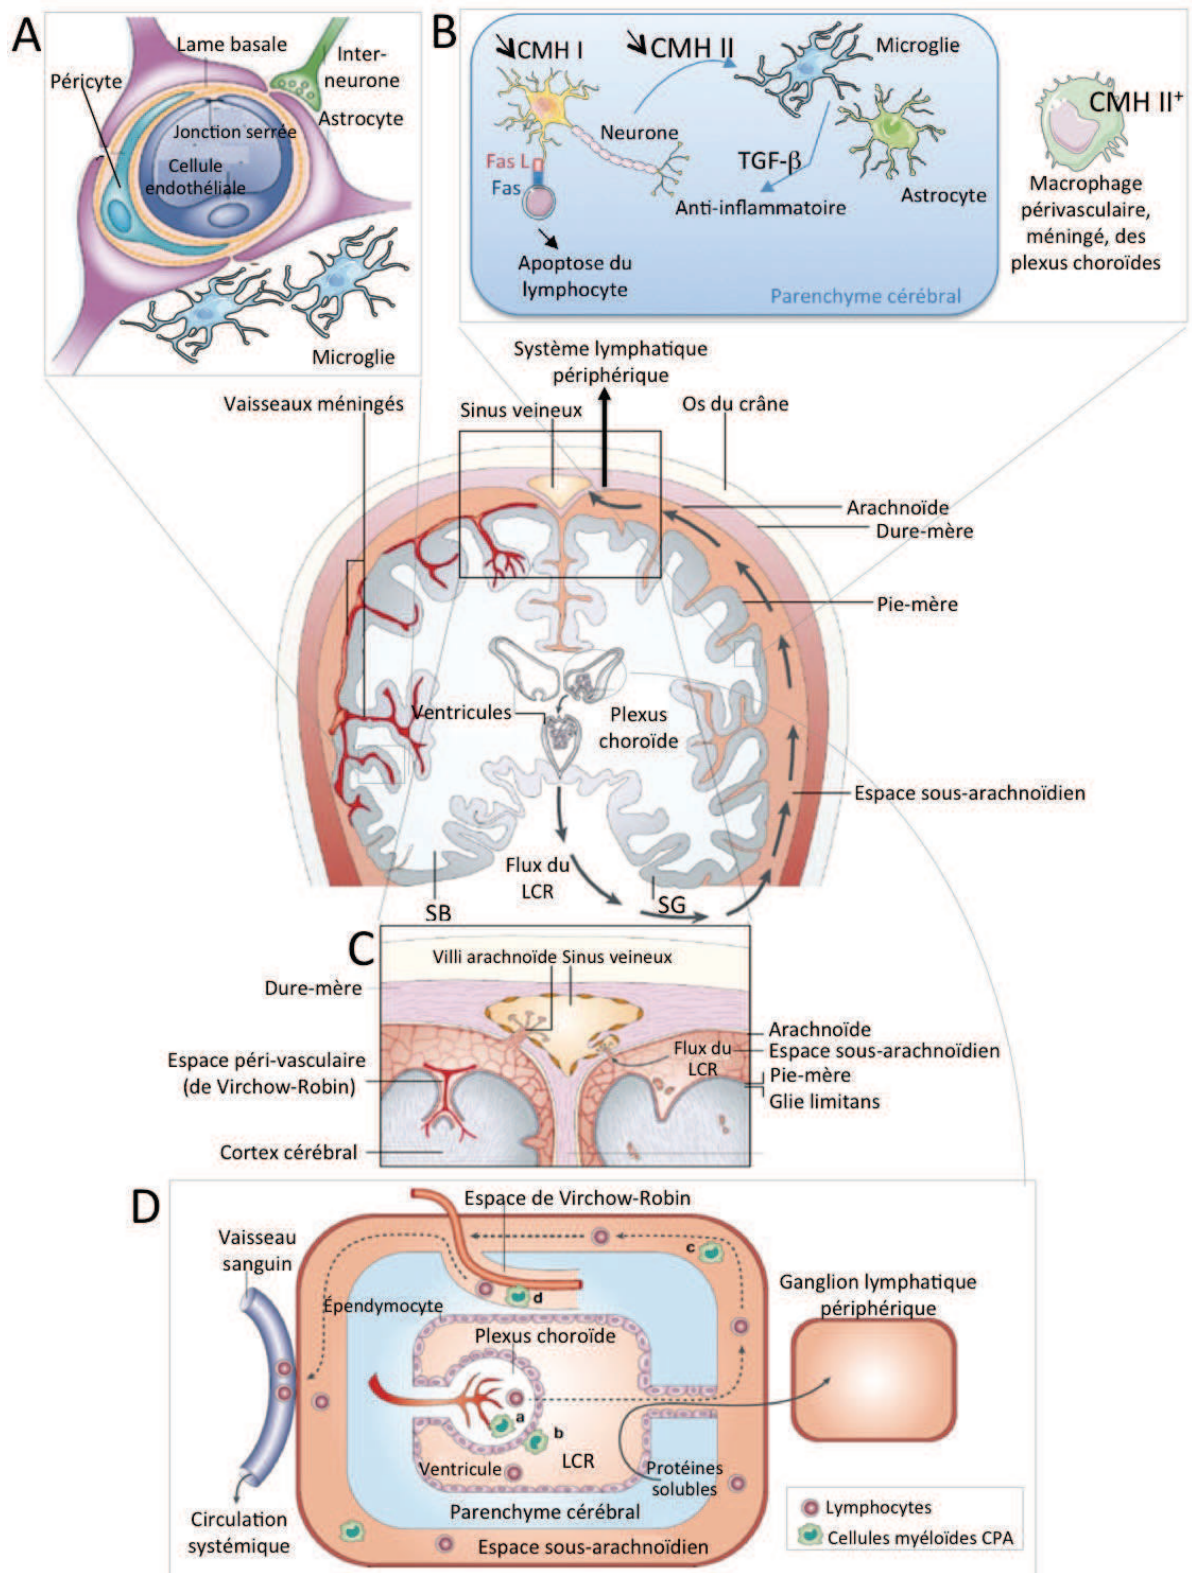 A
Lame basale
Inter-
neurone
Péricyte
Astrocyte
Jonction serrée
Cellule
endothéliale
Microglie
B
CMH I
CMH II
Microglie
CMH II+
Neurone
Fas L
Fas
TGF-β
Anti-inflammatoire
Astrocyte
Apoptose du
lymphocyte
Parenchyme cérébral
Macrophage
périvasculaire,
méningé, des
plexus choroïdes
Système lymphatique
périphérique
Vaisseaux méningés
Sinus veineux
Os du crâne
Arachnoïde
Dure-mère
Pie-mère
Ventricules
Plexus
choroïde
Espace sous-arachnoïdien
Flux du
LCR
SB
SG
C
Villi arachnoïde
Sinus veineux
Dure-mère
Arachnoïde
Espace péri-vasculaire
(de Virchow-Robin)
Flux du
LCR
Espace sous-arachnoïdien
Pie-mère
Glie limitans
Cortex cérébral
D
Espace de Virchow-Robin
Vaisseau
sanguin
c
Ganglion lymphatique
périphérique
d
Épendymocyte
Plexus choroïde
a
b
LCR
Ventricule
Protéines
solubles
Parenchyme cérébral
Circulation
systémique
Espace sous-arachnoïdien
Lymphocytes
Cellules myéloïdes CPA